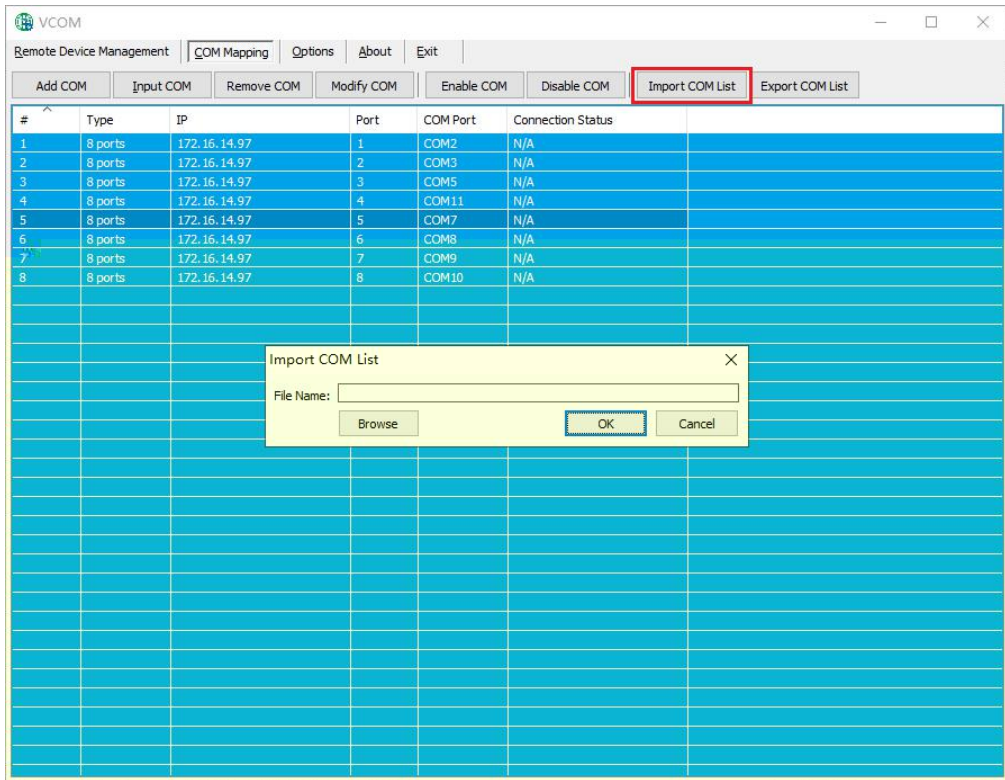 VCOM
Remote Device Management COM Mapping Options About Exit
Add COM Input COM Remove COM Modify COM Enable COM Disable COM Import COM List Export COM List
# Type IP Port COM Port Connection Status
1 8 ports 172.16.14.97 1 COM2 N/A
2 8 ports 172.16.14.97 2 COM3 N/A
3 8 ports 172.16.14.97 3 COM5 N/A
4 8 ports 172.16.14.97 4 COM11 N/A
5 8 ports 172.16.14.97 5 COM7 N/A
6 8 ports 172.16.14.97 6 COM8 N/A
7 8 ports 172.16.14.97 7 COM9 N/A
8 8 ports 172.16.14.97 8 COM10 N/A
Import COM List
File Name:
Browse OK Cancel